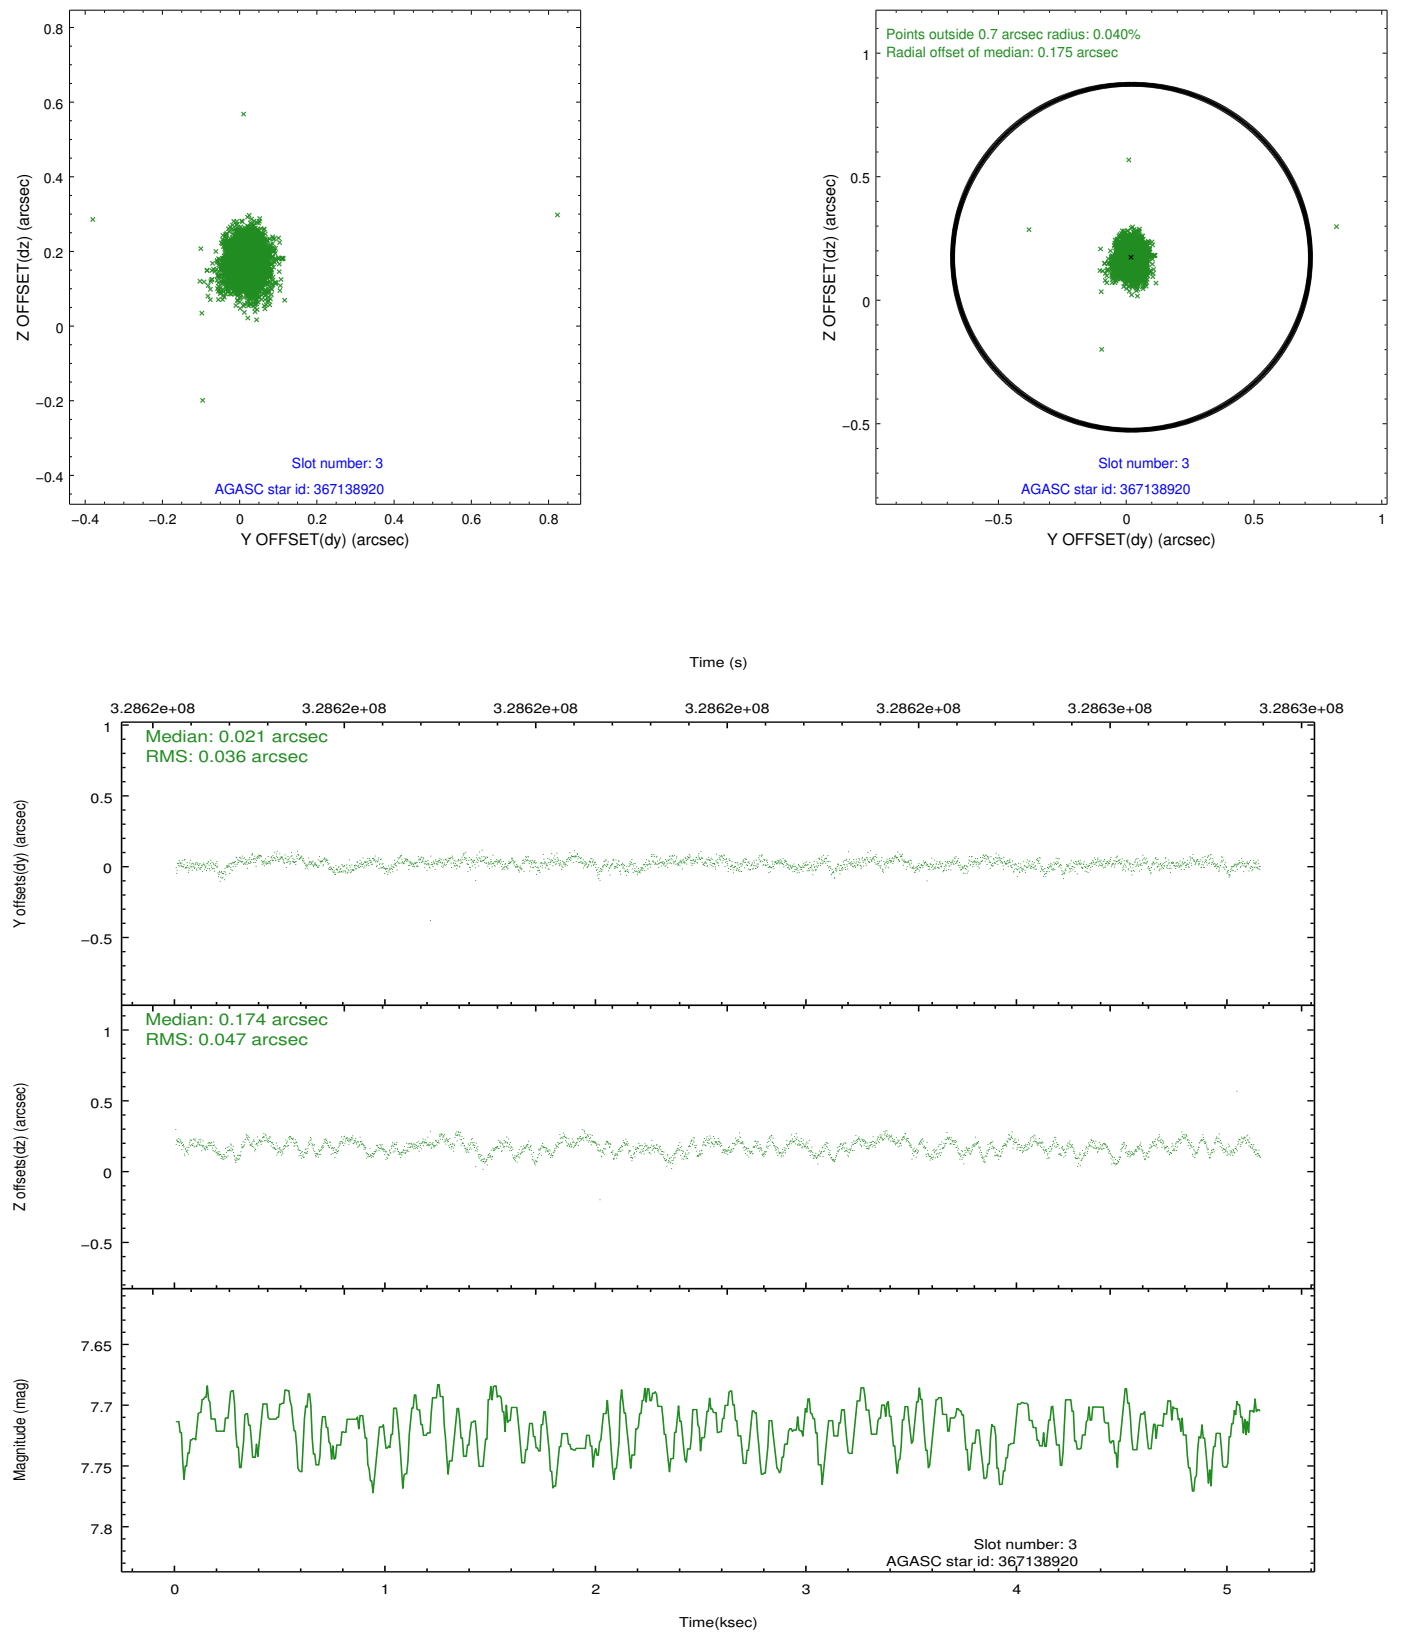 0.8
0.6
0.4
0.2
0
−0.2
−0.4
Z OFFSET(dz) (arcsec)
Slot number: 3
AGASC star id: 367138920
−0.4 −0.2 0 0.2 0.4 0.6 0.8
Y OFFSET(dy) (arcsec)
Points outside 0.7 arcsec radius: 0.040%
Radial offset of median: 0.175 arcsec
1
0.5
0
−0.5
Z OFFSET(dz) (arcsec)
Slot number: 3
AGASC star id: 367138920
−0.5 0 0.5 1
Y OFFSET(dy) (arcsec)
Time (s)
3.2862e+08 3.2862e+08 3.2862e+08 3.2862e+08 3.2862e+08 3.2863e+08 3.2863e+08
Median: 0.021 arcsec
RMS: 0.036 arcsec
1
0.5
0
−0.5
Y offsets(dy) (arcsec)
Median: 0.174 arcsec
RMS: 0.047 arcsec
1
0.5
0
−0.5
Z offsets(dz) (arcsec)
7.65
7.7
7.75
7.8
Magnitude (mag)
Slot number: 3
AGASC star id: 367138920
0 1 2 3 4 5
Time(ksec)